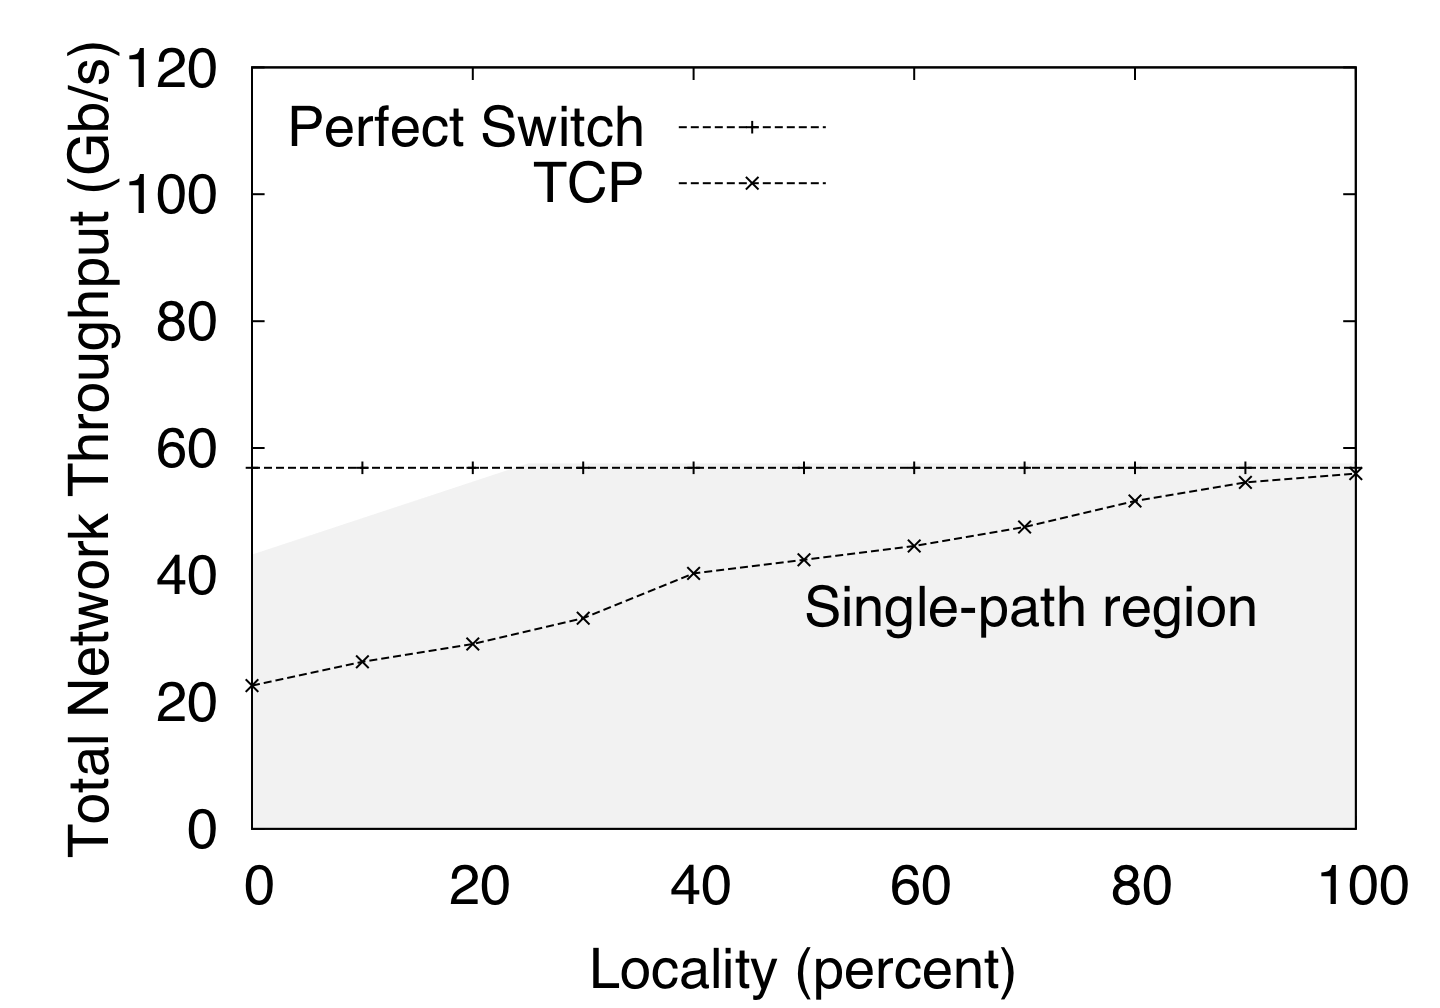 Total Network Throughput (Gb/s)
120
100
80
60
40
20
0
Perfect Switch
TCP
Single-path region
0 20 40 60 80 100
Locality (percent)